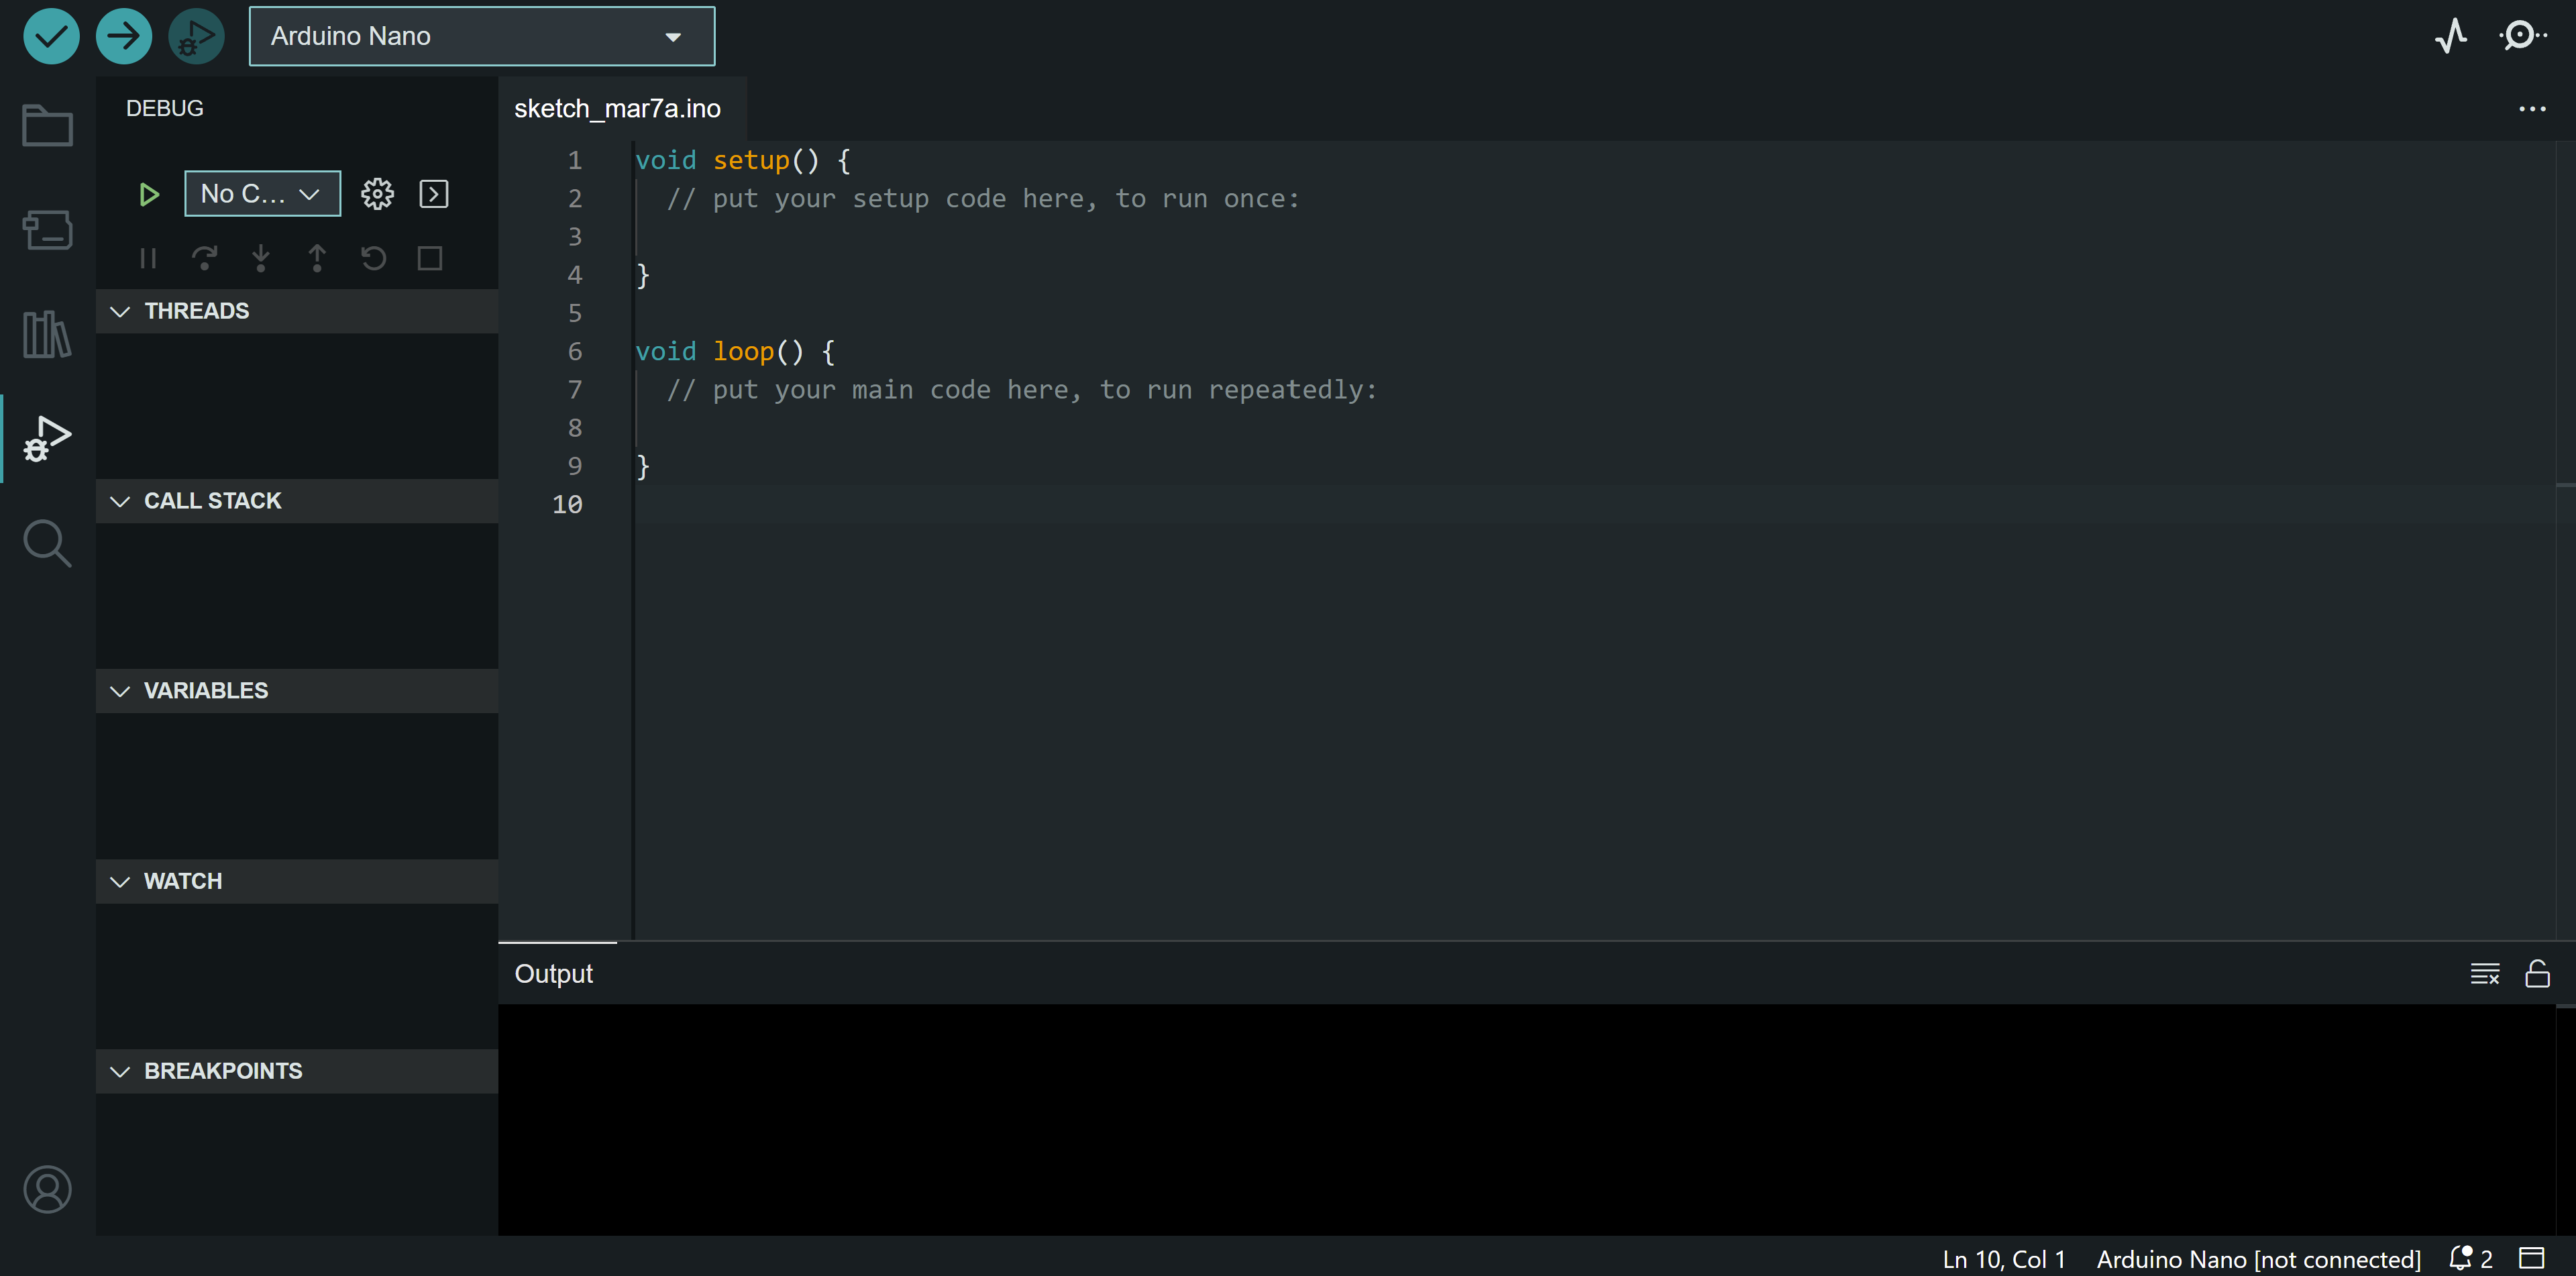 Arduino Nano
DEBUG
No C...
THREADS
CALL STACK
VARIABLES
WATCH
BREAKPOINTS
sketch_mar7a.ino
1 void setup() {
2   // put your setup code here, to run once:
3
4 }
5
6 void loop() {
7   // put your main code here, to run repeatedly:
8
9 }
10
Output
Ln 10, Col 1 Arduino Nano [not connected] 2